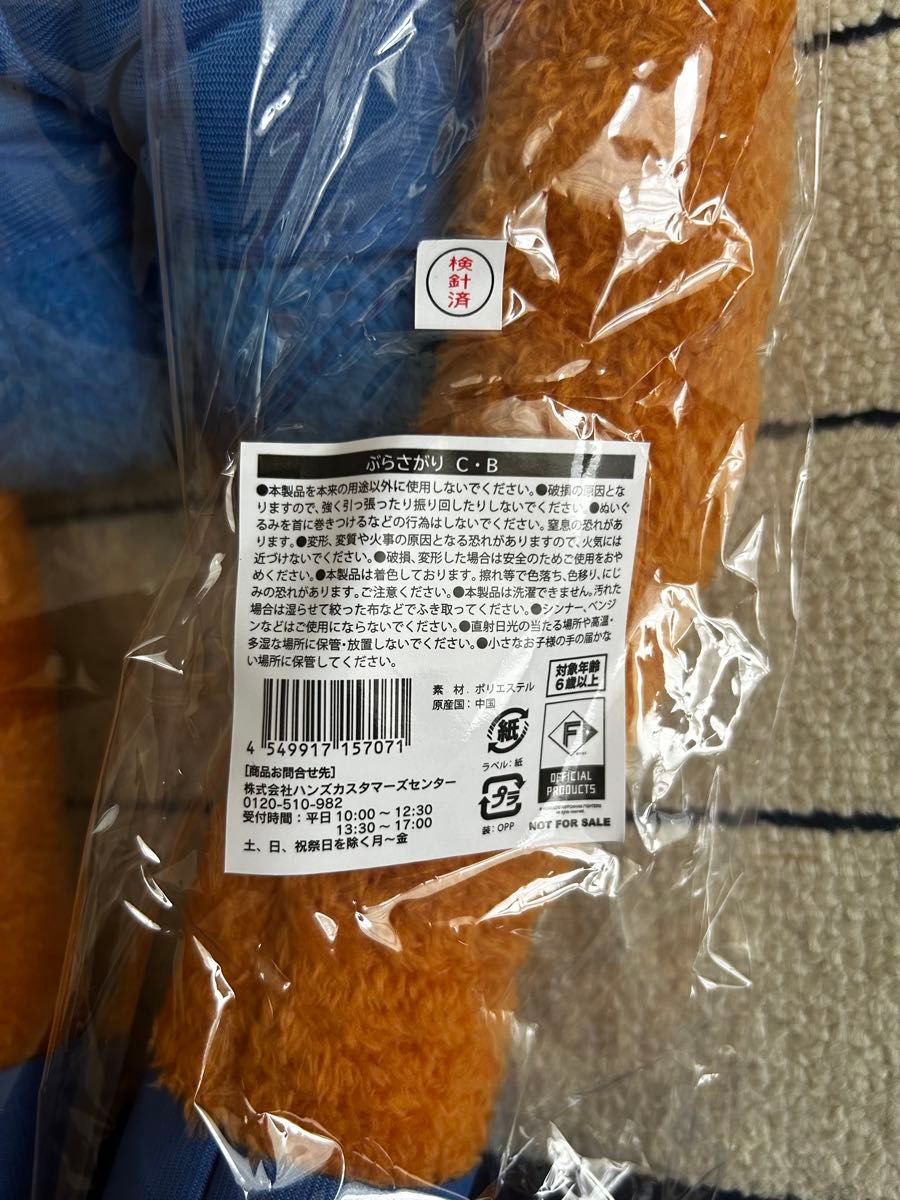 検
針
済
ぶらさがり C・B
●本製品を本来の用途以外に使用しないでください。●破損の原因とな
りますので、強く引っ張ったり振り回したりしないでください。●ぬいぐ
るみを首に巻きつけるなどの行為はしないでください。窒息の恐れがあ
ります。●変形、変質や火事の原因となる恐れがありますので、火気には
近づけないでください。●破損、変形した場合は安全のためご使用をおや
めください。●本製品は着色しております。擦れ等で色落ち、色移り、にじ
みの恐れがあります。ご注意ください。●本製品は洗濯できません。汚れた
場合は湿らせて絞った布などでふき取ってください。●シンナー、ベンジ
ンなどはご使用にならないでください。●直射日光の当たる場所や高温・
多湿な場所に保管・放置しないでください。●小さなお子様の手の届かな
い場所に保管してください。
対象年齢
6歳以上
素 材 . ポリエステル
原産国 : 中国
4 549917 157071
紙
ラベル : 紙
プラ
装 : OPP
F
OFFICIAL
PRODUCTS
NOT FOR SALE
[商品お問合せ先]
株式会社ハンズカスタマーズセンター
0120-510-982
受付時間 : 平日 10:00 ～ 12:30
13:30 ～ 17:00
土、日、祝祭日を除く月～金